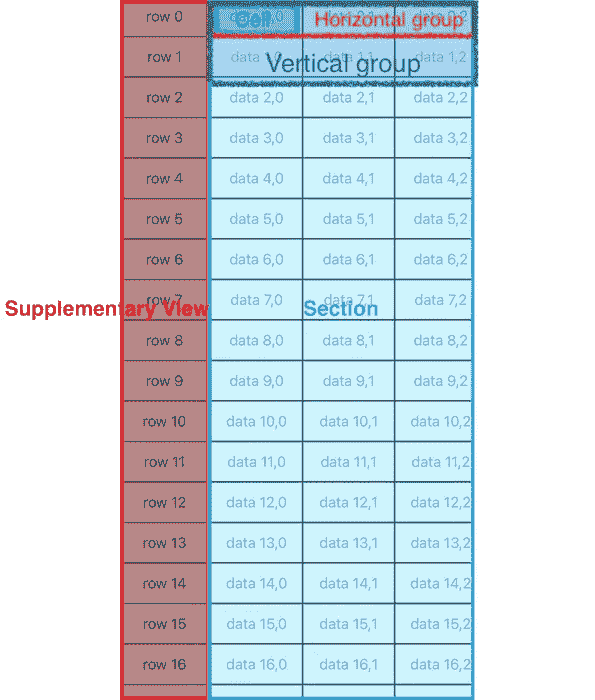 row 0 Cell Horizontal group
row 1 data 1,0 data 1,1 data 1,2
Vertical group
row 2 data 2,0 data 2,1 data 2,2
row 3 data 3,0 data 3,1 data 3,2
row 4 data 4,0 data 4,1 data 4,2
row 5 data 5,0 data 5,1 data 5,2
row 6 data 6,0 data 6,1 data 6,2
row 7 data 7,0 data 7,1 data 7,2
Supplementary View Section
row 8 data 8,0 data 8,1 data 8,2
row 9 data 9,0 data 9,1 data 9,2
row 10 data 10,0 data 10,1 data 10,2
row 11 data 11,0 data 11,1 data 11,2
row 12 data 12,0 data 12,1 data 12,2
row 13 data 13,0 data 13,1 data 13,2
row 14 data 14,0 data 14,1 data 14,2
row 15 data 15,0 data 15,1 data 15,2
row 16 data 16,0 data 16,1 data 16,2